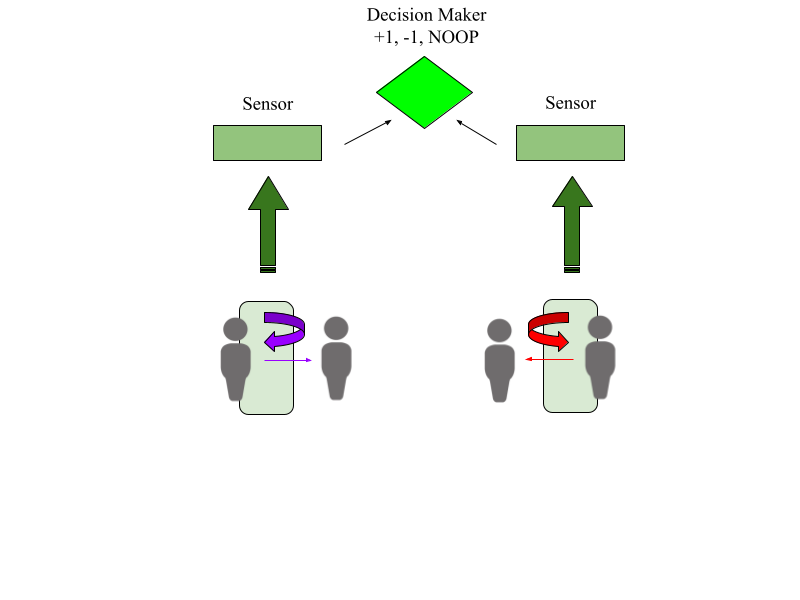 Decision Maker
+1, -1, NOOP
Sensor
Sensor